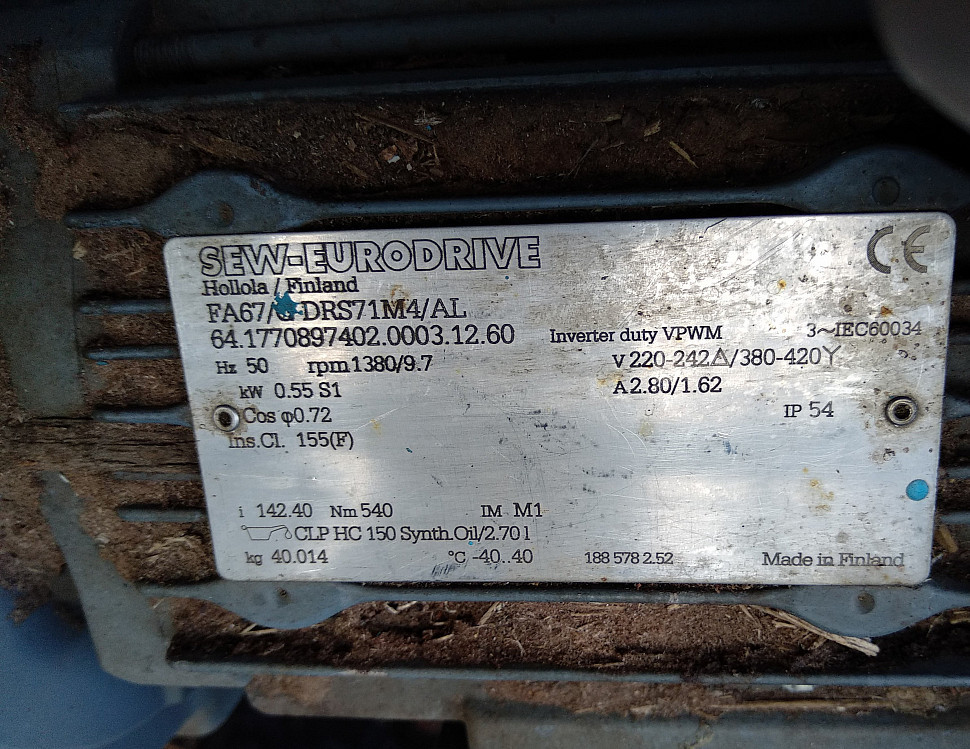 SEW-EURODRIVE
CE
Hollola / Finland
FA67/ DRS71M4/AL
64.1770897402.0003.12.60 Inverter duty VPWM 3~IEC60034
Hz 50 rpm 1380/9.7 V 220-242△/380-420Y
kW 0.55 S1 A 2.80/1.62
Cos φ0.72 IP 54
Ins.Cl. 155(F)
i 142.40 Nm 540 IM M1
CLP HC 150 Synth.Oil/2.70 l
kg 40.014 °C -40..40 188 578 2.52 Made in Finland